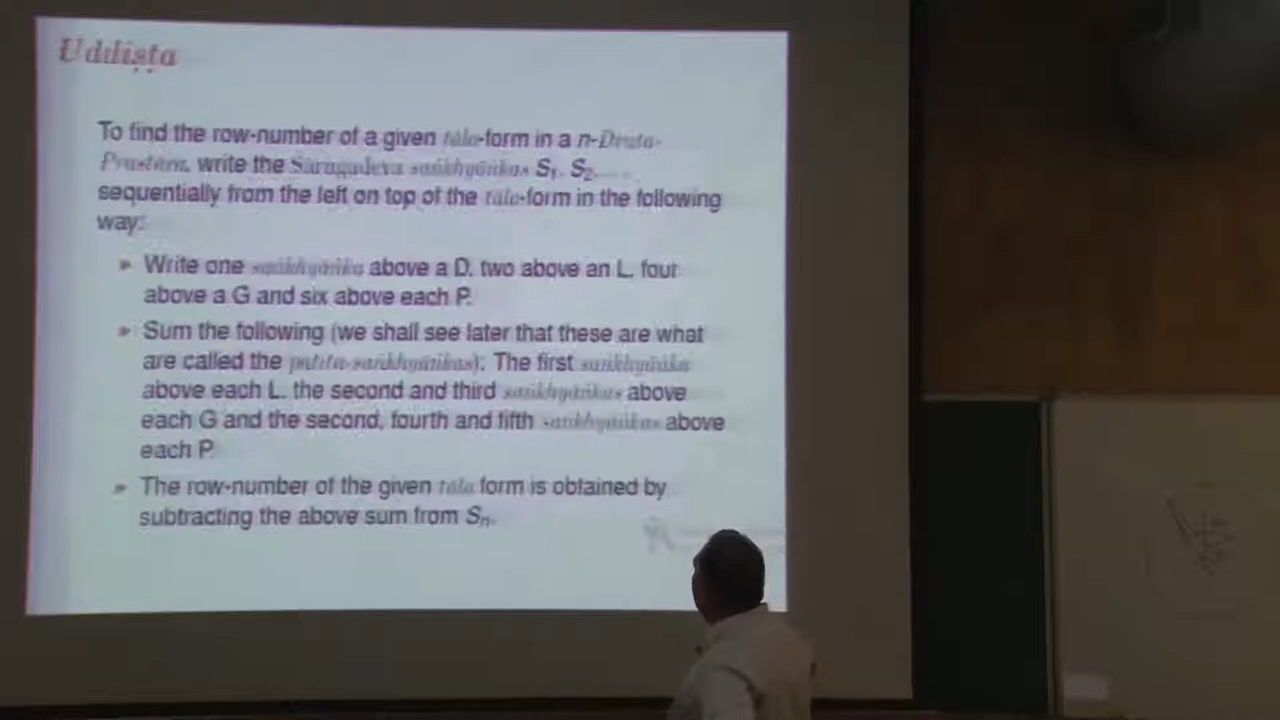 Uddiṣṭa
To find the row-number of a given tāla-form in a n-Druta-
Prastāra, write the Śārṅgadeva saṅkhyāṅkas S1, S2,......
sequentially from the left on top of the tāla-form in the following
way:
Write one saṅkhyāṅka above a D, two above an L, four
above a G and six above each P.
Sum the following (we shall see later that these are what
are called the patita-saṅkhyāṅkas): The first saṅkhyāṅka
above each L, the second and third saṅkhyāṅkas above
each G and the second, fourth and fifth saṅkhyāṅkas above
each P.
The row-number of the given tāla form is obtained by
subtracting the above sum from Sn.